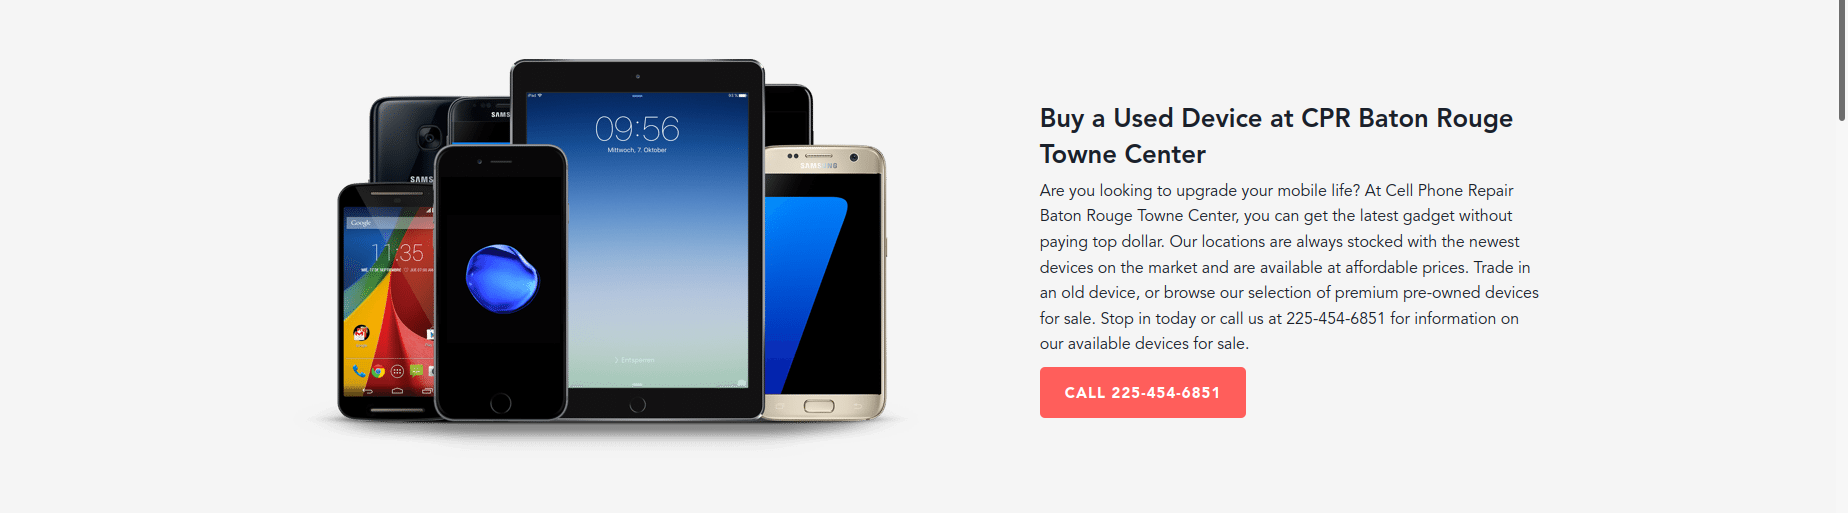 SAMS
SAMS
iPad
93 %
09:56
Mittwoch, 7. Oktober
Google
11:35
SAMSUNG
Buy a Used Device at CPR Baton Rouge
Towne Center
Are you looking to upgrade your mobile life? At Cell Phone Repair
Baton Rouge Towne Center, you can get the latest gadget without
paying top dollar. Our locations are always stocked with the newest
devices on the market and are available at affordable prices. Trade in
an old device, or browse our selection of premium pre-owned devices
for sale. Stop in today or call us at 225-454-6851 for information on
our available devices for sale.
CALL 225-454-6851